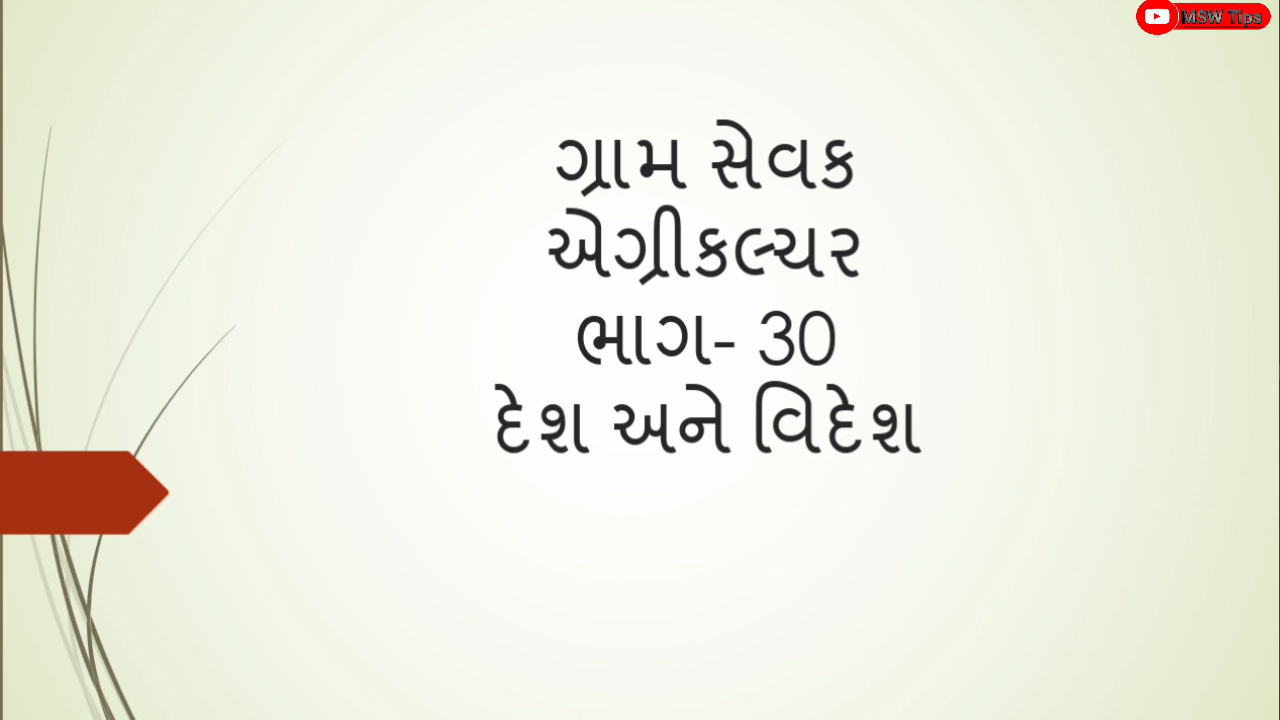 MSW Tips
ગ્રામ સેવક
એગ્રીકલ્ચર
ભાગ- 30
દેશ અને વિદેશ